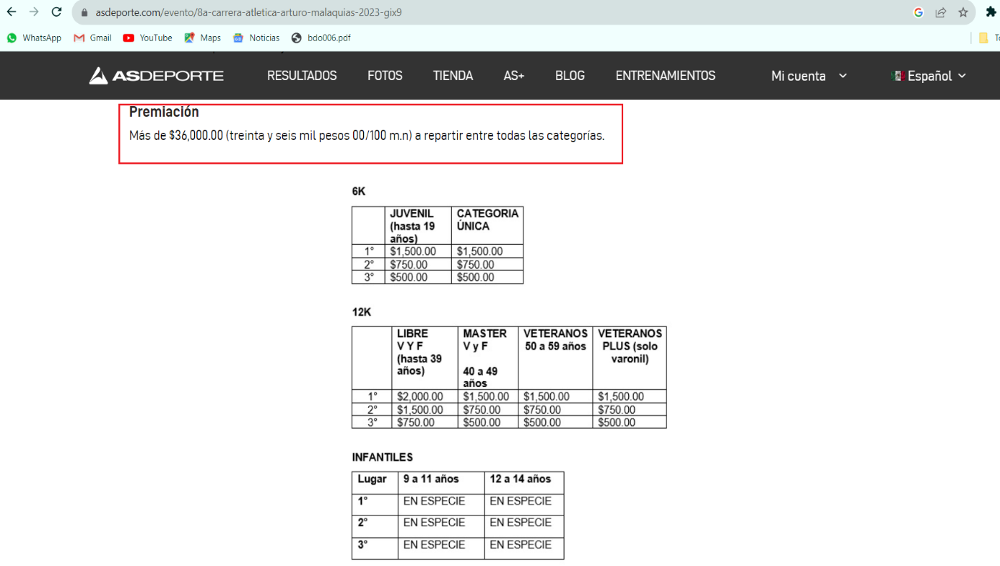 asdeporte.com/evento/8a-carrera-atletica-arturo-malaquias-2023-gix9
WhatsApp Gmail YouTube Maps Noticias bdo006.pdf
ASDEPORTE RESULTADOS FOTOS TIENDA AS+ BLOG ENTRENAMIENTOS Mi cuenta Español
Premiación
Más de $36,000.00 (treinta y seis mil pesos 00/100 m.n) a repartir entre todas las categorías.
6K
JUVENIL (hasta 19 años) CATEGORIA ÚNICA
1° $1,500.00 $1,500.00
2° $750.00 $750.00
3° $500.00 $500.00
12K
LIBRE V Y F (hasta 39 años) MASTER V y F 40 a 49 años VETERANOS 50 a 59 años VETERANOS PLUS (solo varonil)
1° $2,000.00 $1,500.00 $1,500.00 $1,500.00
2° $1,500.00 $750.00 $750.00 $750.00
3° $750.00 $500.00 $500.00 $500.00
INFANTILES
Lugar 9 a 11 años 12 a 14 años
1° EN ESPECIE EN ESPECIE
2° EN ESPECIE EN ESPECIE
3° EN ESPECIE EN ESPECIE